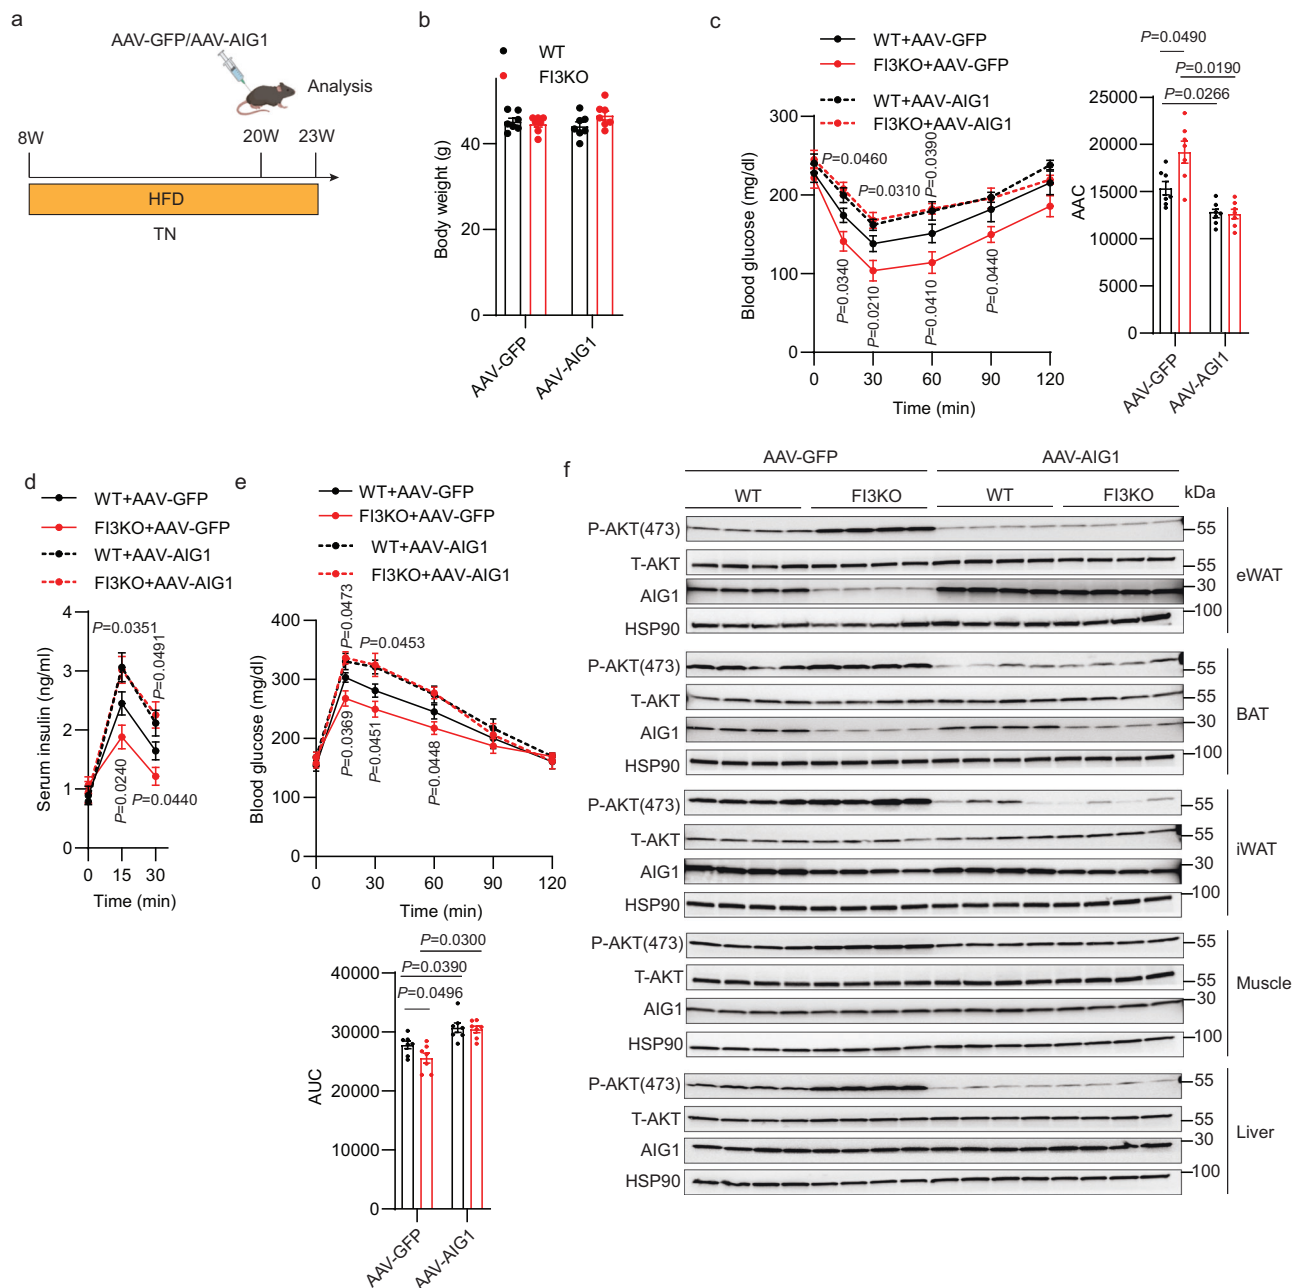 a
AAV-GFP/AAV-AIG1
Analysis
8W
20W
23W
HFD
TN
b
WT
FI3KO
Body weight (g)
40
20
0
AAV-GFP
AAV-AIG1
c
WT+AAV-GFP
FI3KO+AAV-GFP
WT+AAV-AIG1
FI3KO+AAV-AIG1
Blood glucose (mg/dl)
300
200
100
0
P=0.0460
P=0.0310
P=0.0390
P=0.0340
P=0.0210
P=0.0410
P=0.0440
0
30
60
90
120
Time (min)
P=0.0490
P=0.0190
P=0.0266
AAC
25000
20000
15000
10000
5000
0
AAV-GFP
AAV-AGI1
d
WT+AAV-GFP
FI3KO+AAV-GFP
WT+AAV-AIG1
FI3KO+AAV-AIG1
Serum insulin (ng/ml)
4
3
2
1
0
P=0.0351
P=0.0491
P=0.0240
P=0.0440
0
15
30
Time (min)
e
WT+AAV-GFP
FI3KO+AAV-GFP
WT+AAV-AIG1
FI3KO+AAV-AIG1
Blood glucose (mg/dl)
400
300
200
100
0
P=0.0473
P=0.0453
P=0.0369
P=0.0451
P=0.0448
0
30
60
90
120
Time (min)
P=0.0300
P=0.0390
P=0.0496
AUC
40000
30000
20000
10000
0
AAV-GFP
AAV-AIG1
f
AAV-GFP
AAV-AIG1
WT
FI3KO
WT
FI3KO
kDa
P-AKT(473)
55
T-AKT
55
AIG1
30
HSP90
100
eWAT
P-AKT(473)
55
T-AKT
55
AIG1
30
HSP90
100
BAT
P-AKT(473)
55
T-AKT
55
AIG1
30
HSP90
100
iWAT
P-AKT(473)
55
T-AKT
55
AIG1
30
HSP90
100
Muscle
P-AKT(473)
55
T-AKT
55
AIG1
30
HSP90
100
Liver